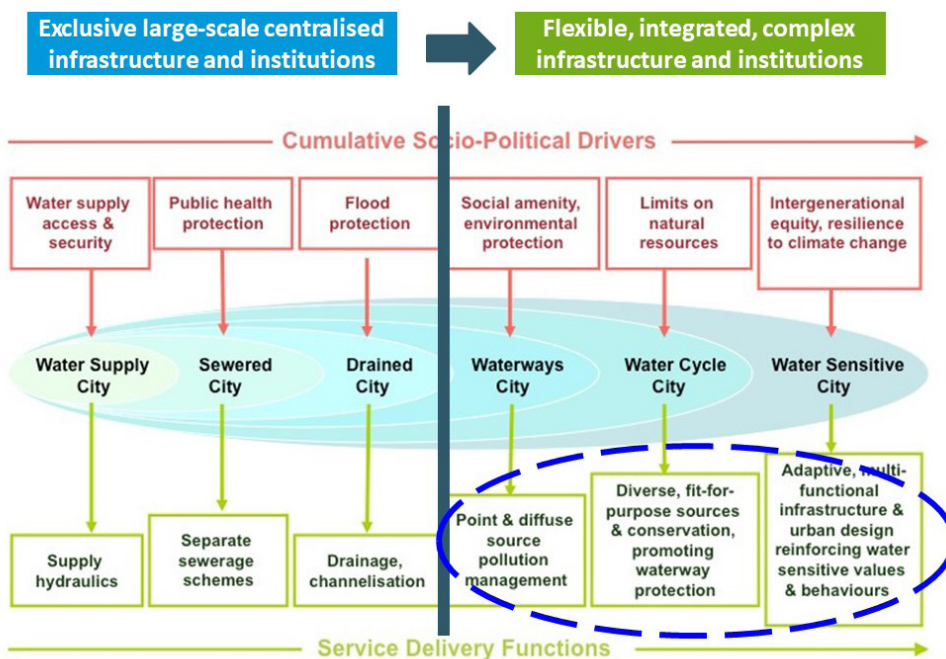 Exclusive large-scale centralised
infrastructure and institutions
Flexible, integrated, complex
infrastructure and institutions
Cumulative Socio-Political Drivers
Water supply
access &
security
Public health
protection
Flood
protection
Social amenity,
environmental
protection
Limits on
natural
resources
Intergenerational
equity, resilience
to climate change
Water Supply
City
Sewered
City
Drained
City
Waterways
City
Water Cycle
City
Water Sensitive
City
Supply
hydraulics
Separate
sewerage
schemes
Drainage,
channelisation
Point & diffuse
source
pollution
management
Diverse, fit-for-
purpose sources
& conservation,
promoting
waterway
protection
Adaptive, multi-
functional
infrastructure &
urban design
reinforcing water
sensitive values
& behaviours
Service Delivery Functions